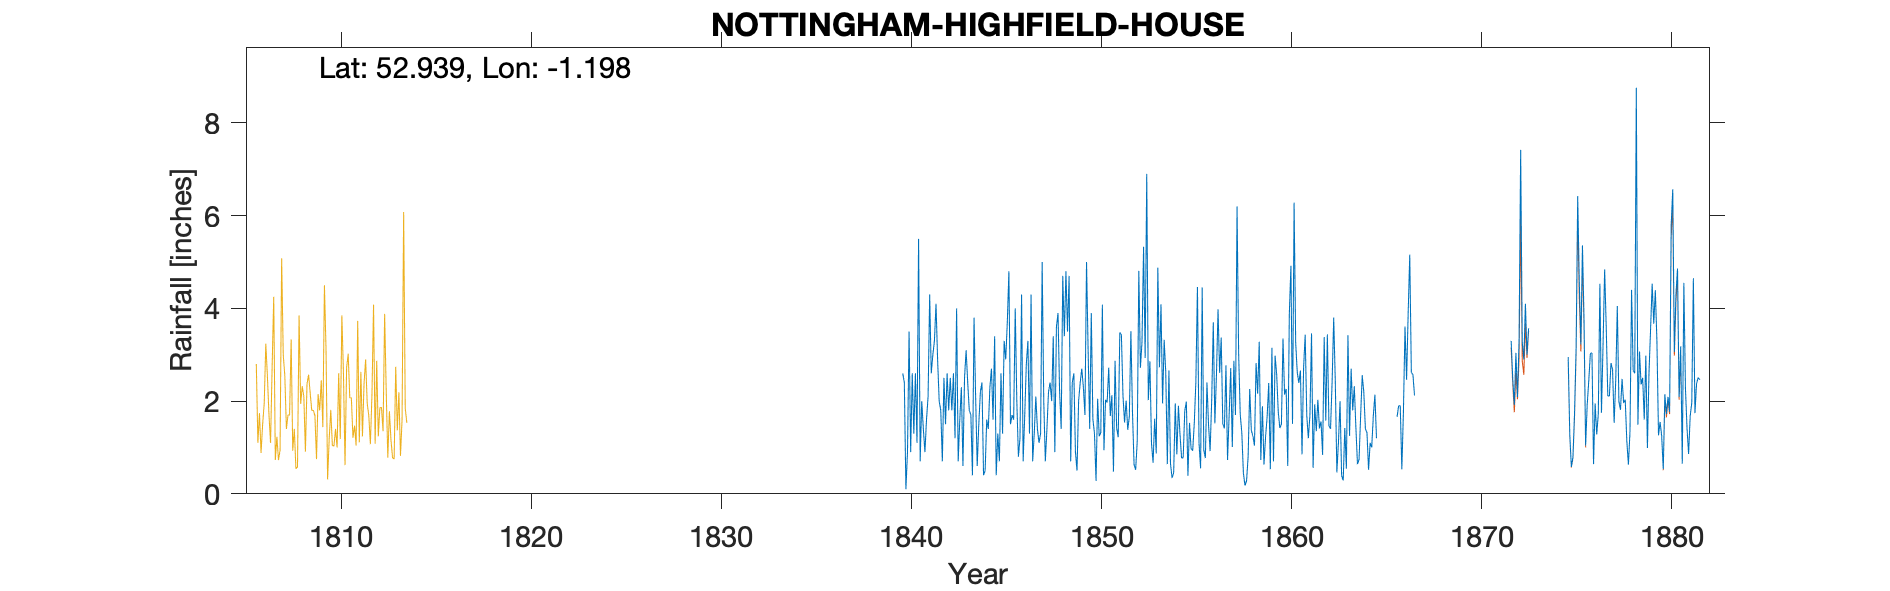 NOTTINGHAM-HIGHFIELD-HOUSE
Lat: 52.939, Lon: -1.198
8
6
4
2
0
Rainfall [inches]
1810 1820 1830 1840 1850 1860 1870 1880
Year